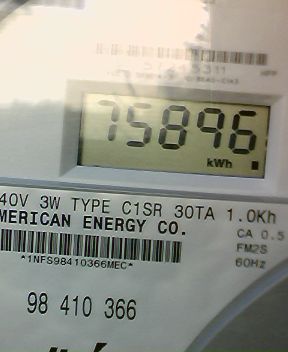 75896
kWh
40V 3W TYPE C1SR 30TA 1.0Kh
MERICAN ENERGY CO.
CA 0.5
FM2S
60Hz
*1NFS98410366MEC*
98 410 366